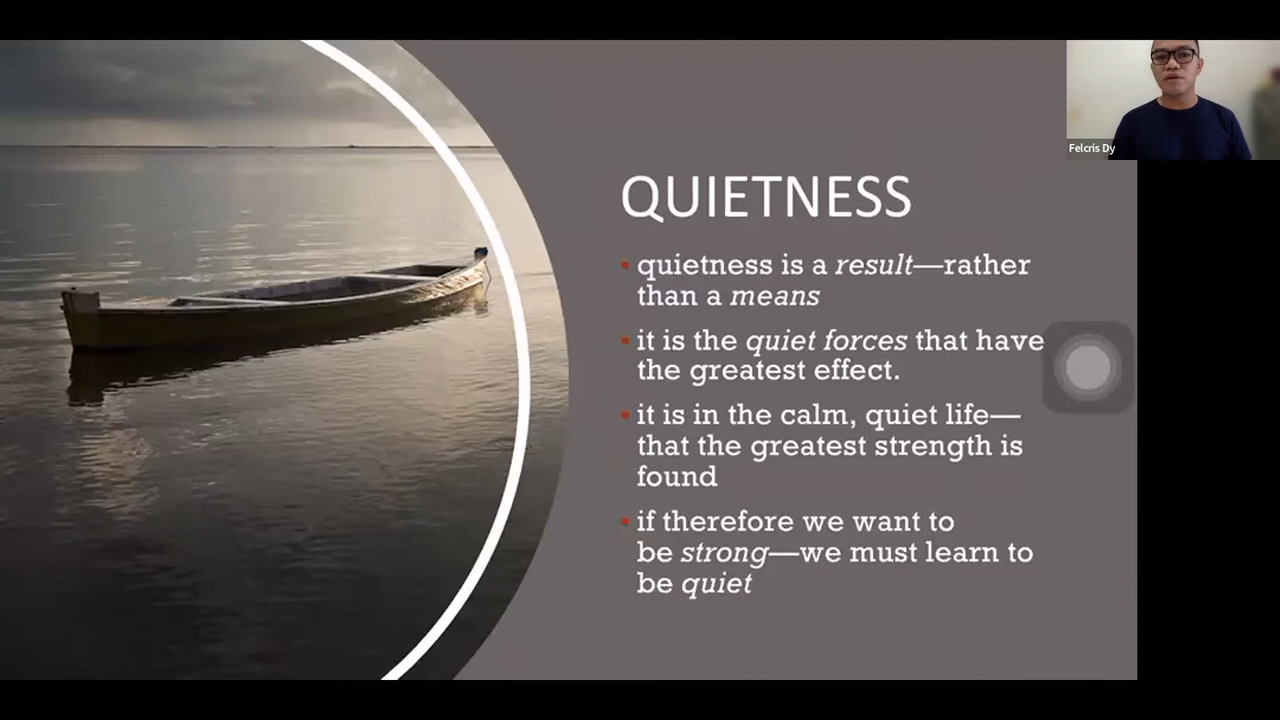 Felcris Dy
QUIETNESS
quietness is a result—rather
than a means
it is the quiet forces that have
the greatest effect.
it is in the calm, quiet life—
that the greatest strength is
found
if therefore we want to
be strong—we must learn to
be quiet